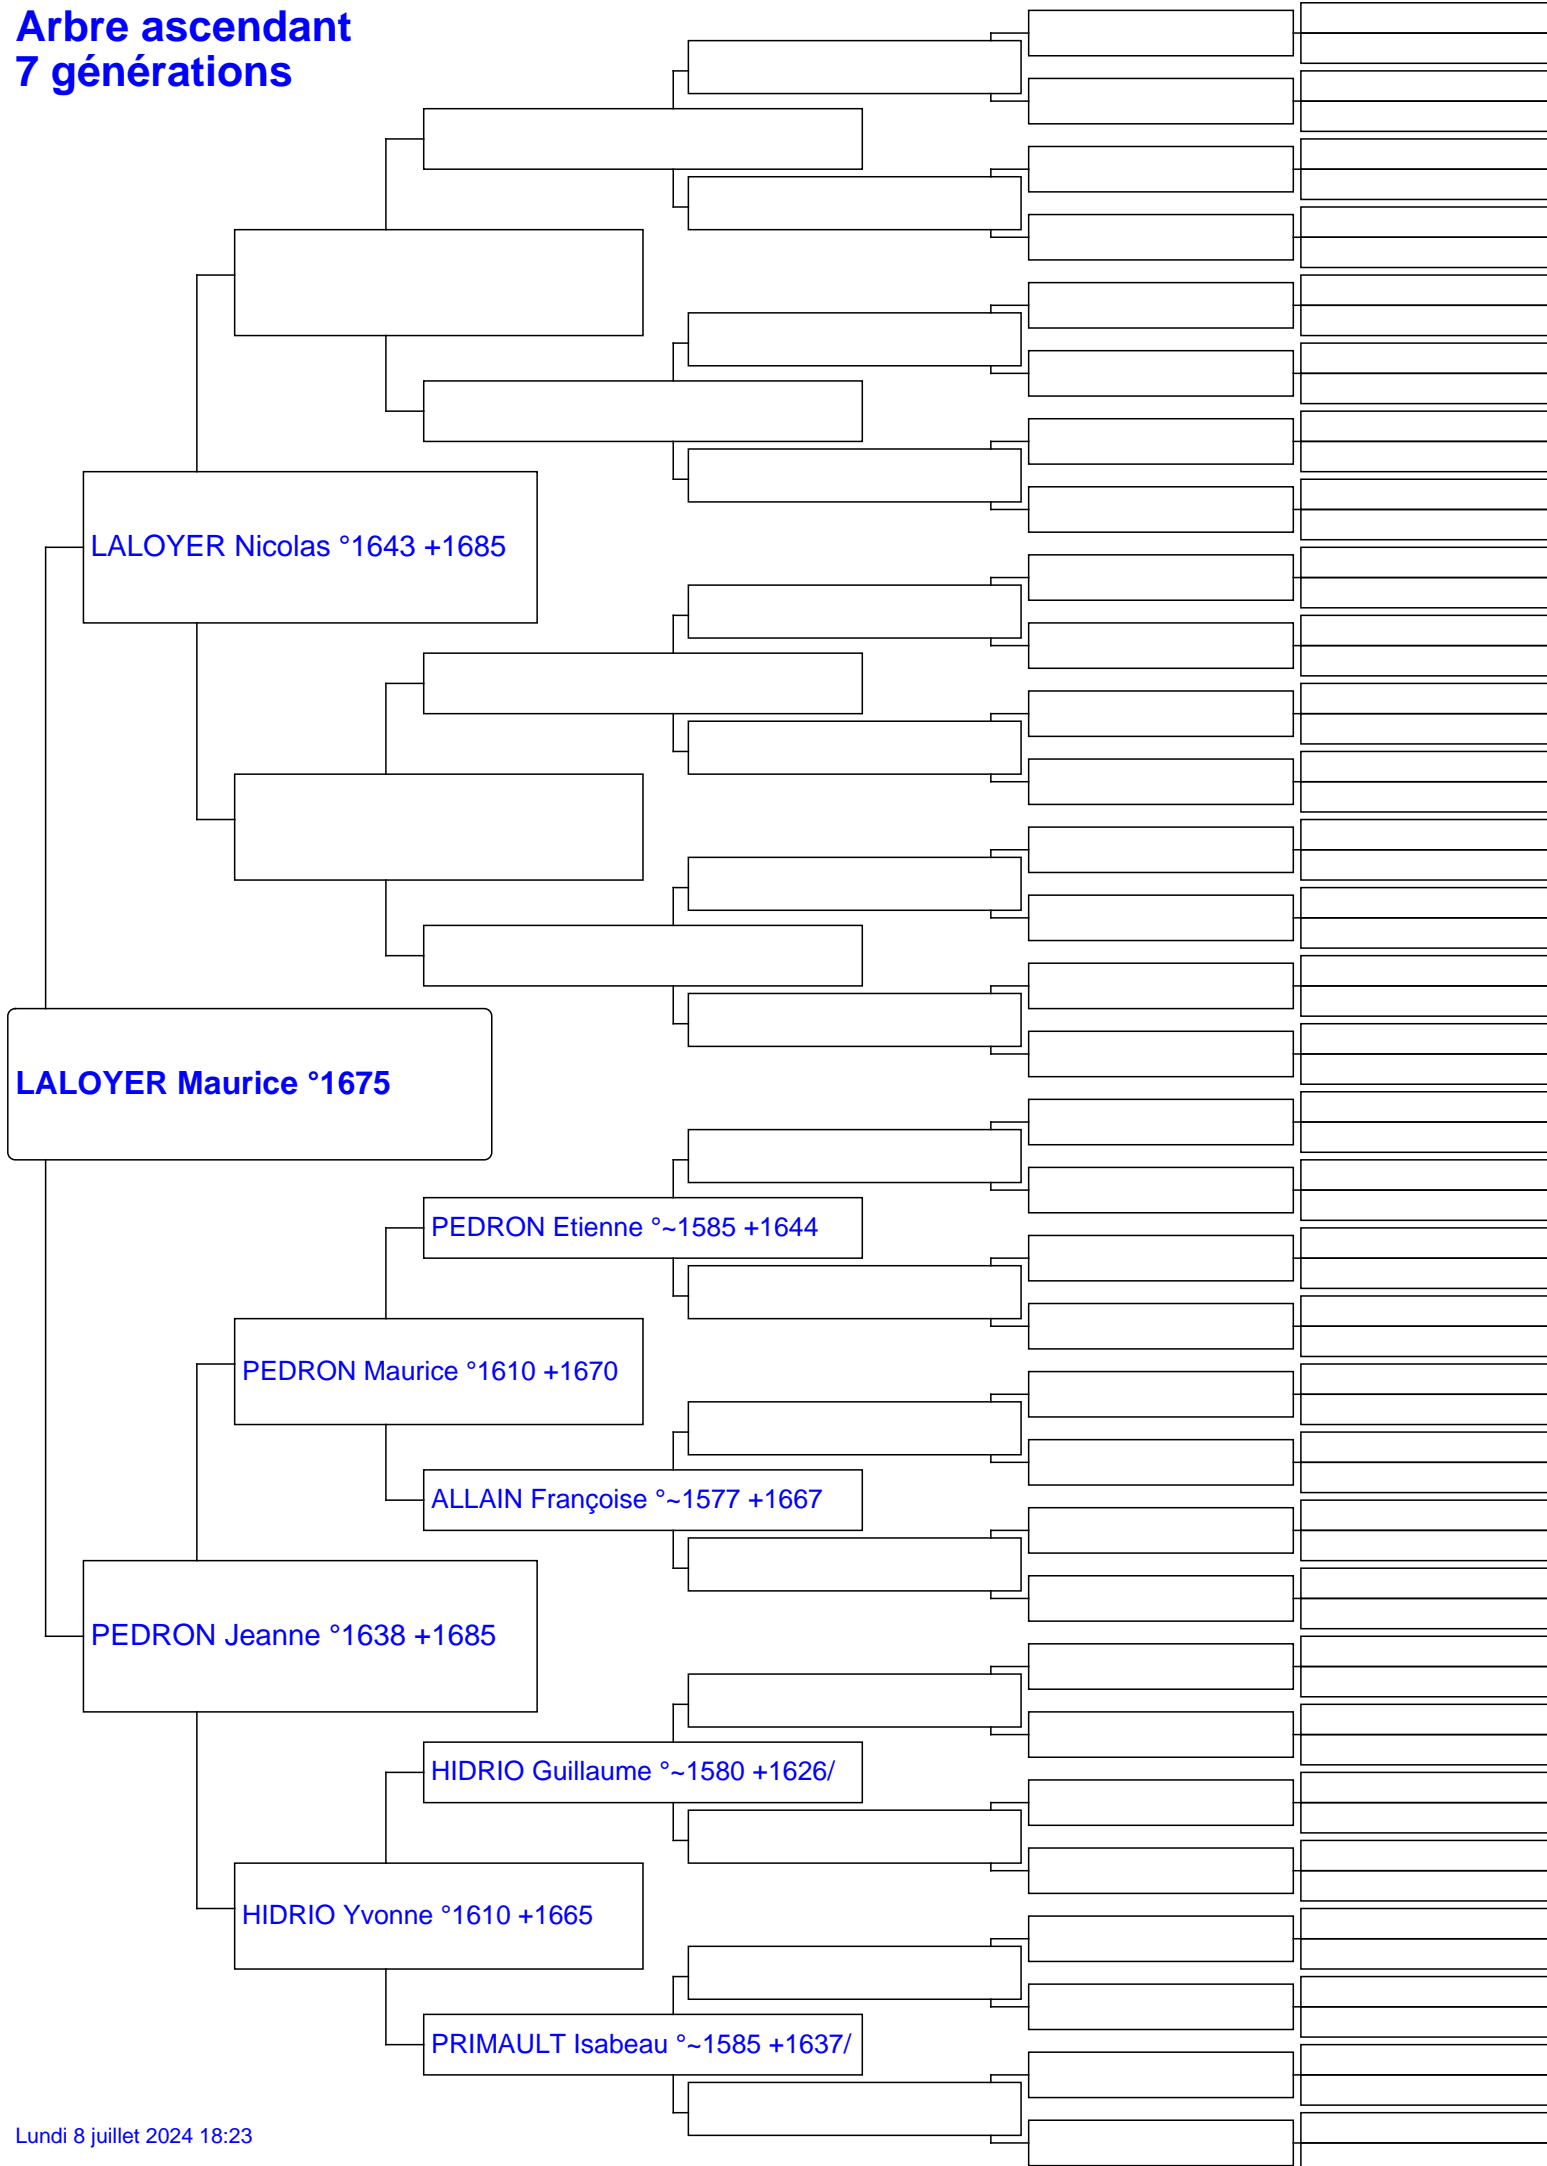 Arbre ascendant
7 générations
LALOYER Nicolas °1643 +1685
LALOYER Maurice °1675
PEDRON Etienne °~1585 +1644
PEDRON Maurice °1610 +1670
ALLAIN Françoise °~1577 +1667
PEDRON Jeanne °1638 +1685
HIDRIO Guillaume °~1580 +1626/
HIDRIO Yvonne °1610 +1665
PRIMAULT Isabeau °~1585 +1637/
Lundi 8 juillet 2024 18:23